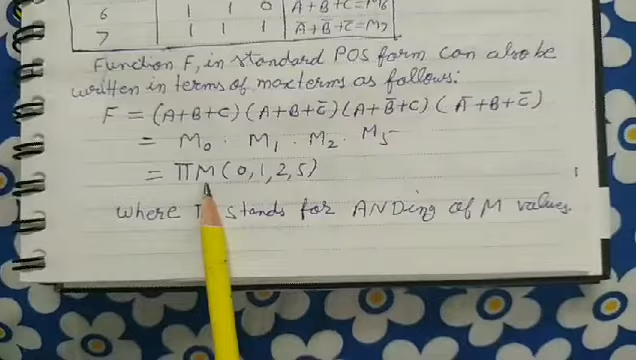 6 1 1 0 A̅+B̅+C=M6
7 1 1 1 A̅+B̅+C̅=M7
Function F, in standard POS form can also be
written in terms of maxterms as follows:
F = (A+B+C) (A+B+C̅) (A+B̅+C) (A̅+B+C̅)
= M0 · M1 · M2 · M5
= ΠM(0,1,2,5)
where stands for ANDing of M values.